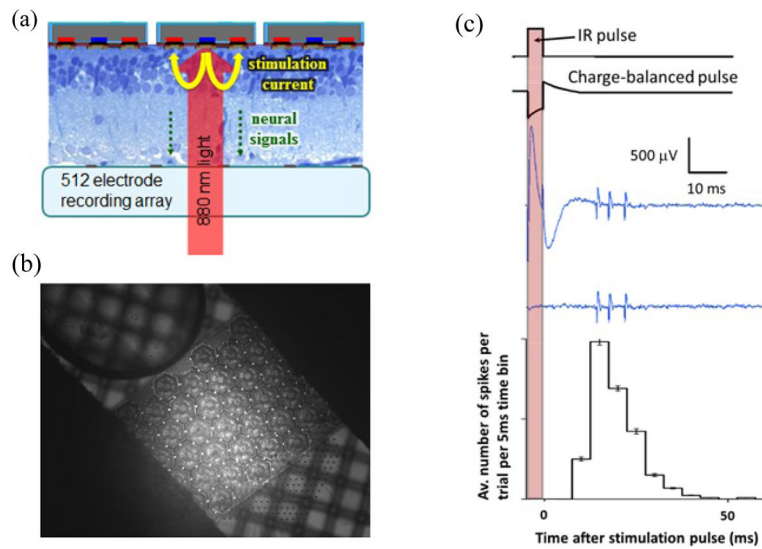 (a)
stimulation
current
neural
signals
512 electrode
recording array
880 nm light
(b)
(c)
IR pulse
Charge-balanced pulse
500 μV
10 ms
Av. number of spikes per
trial per 5ms time bin
0
50
Time after stimulation pulse (ms)